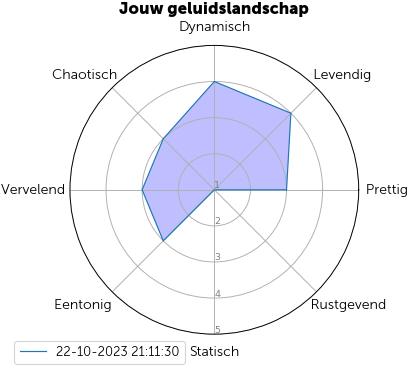 Jouw geluidslandschap
Dynamisch
Chaotisch
Levendig
Vervelend
1
Prettig
2
3
4
Eentonig
Rustgevend
5
22-10-2023 21:11:30
Statisch